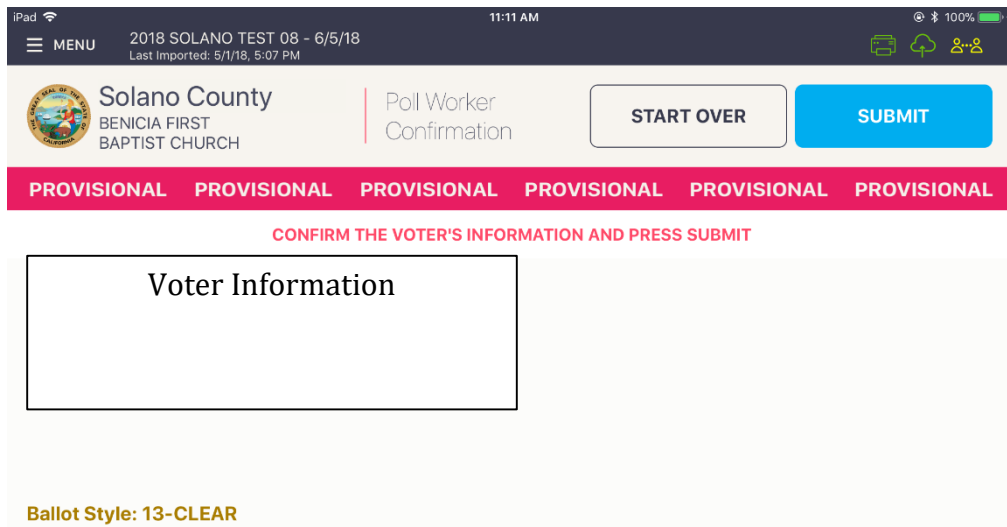 iPad 11:11 AM 100%
MENU 2018 SOLANO TEST 08 - 6/5/18
Last Imported: 5/1/18, 5:07 PM
Solano County
BENICIA FIRST
BAPTIST CHURCH
Poll Worker
Confirmation
START OVER
SUBMIT
PROVISIONAL PROVISIONAL PROVISIONAL PROVISIONAL PROVISIONAL PROVISIONAL
CONFIRM THE VOTER'S INFORMATION AND PRESS SUBMIT
Voter Information
Ballot Style: 13-CLEAR